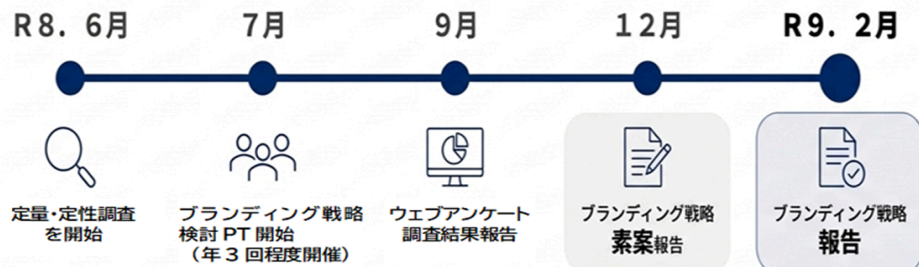 R8. 6月
7月
9月
12月
R9. 2月
定量・定性調査
を開始
ブランディング戦略
検討PT開始
（年3回程度開催）
ウェブアンケート
調査結果報告
ブランディング戦略
素案報告
ブランディング戦略
報告